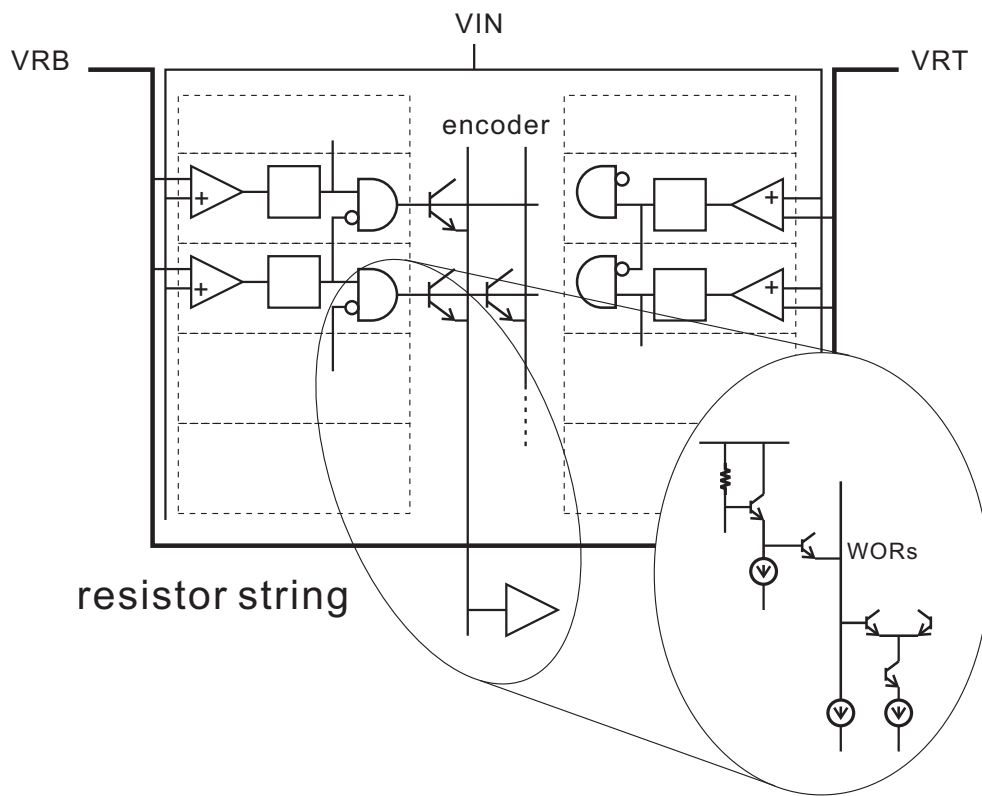 VIN
VRB
VRT
encoder
+
+
+
+
WORs
resistor string